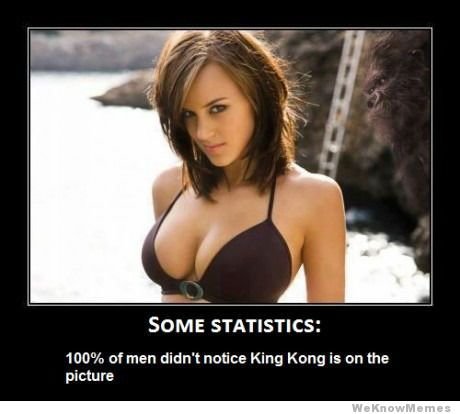 SOME STATISTICS:
100% of men didn't notice King Kong is on the
picture
WeKnowMemes